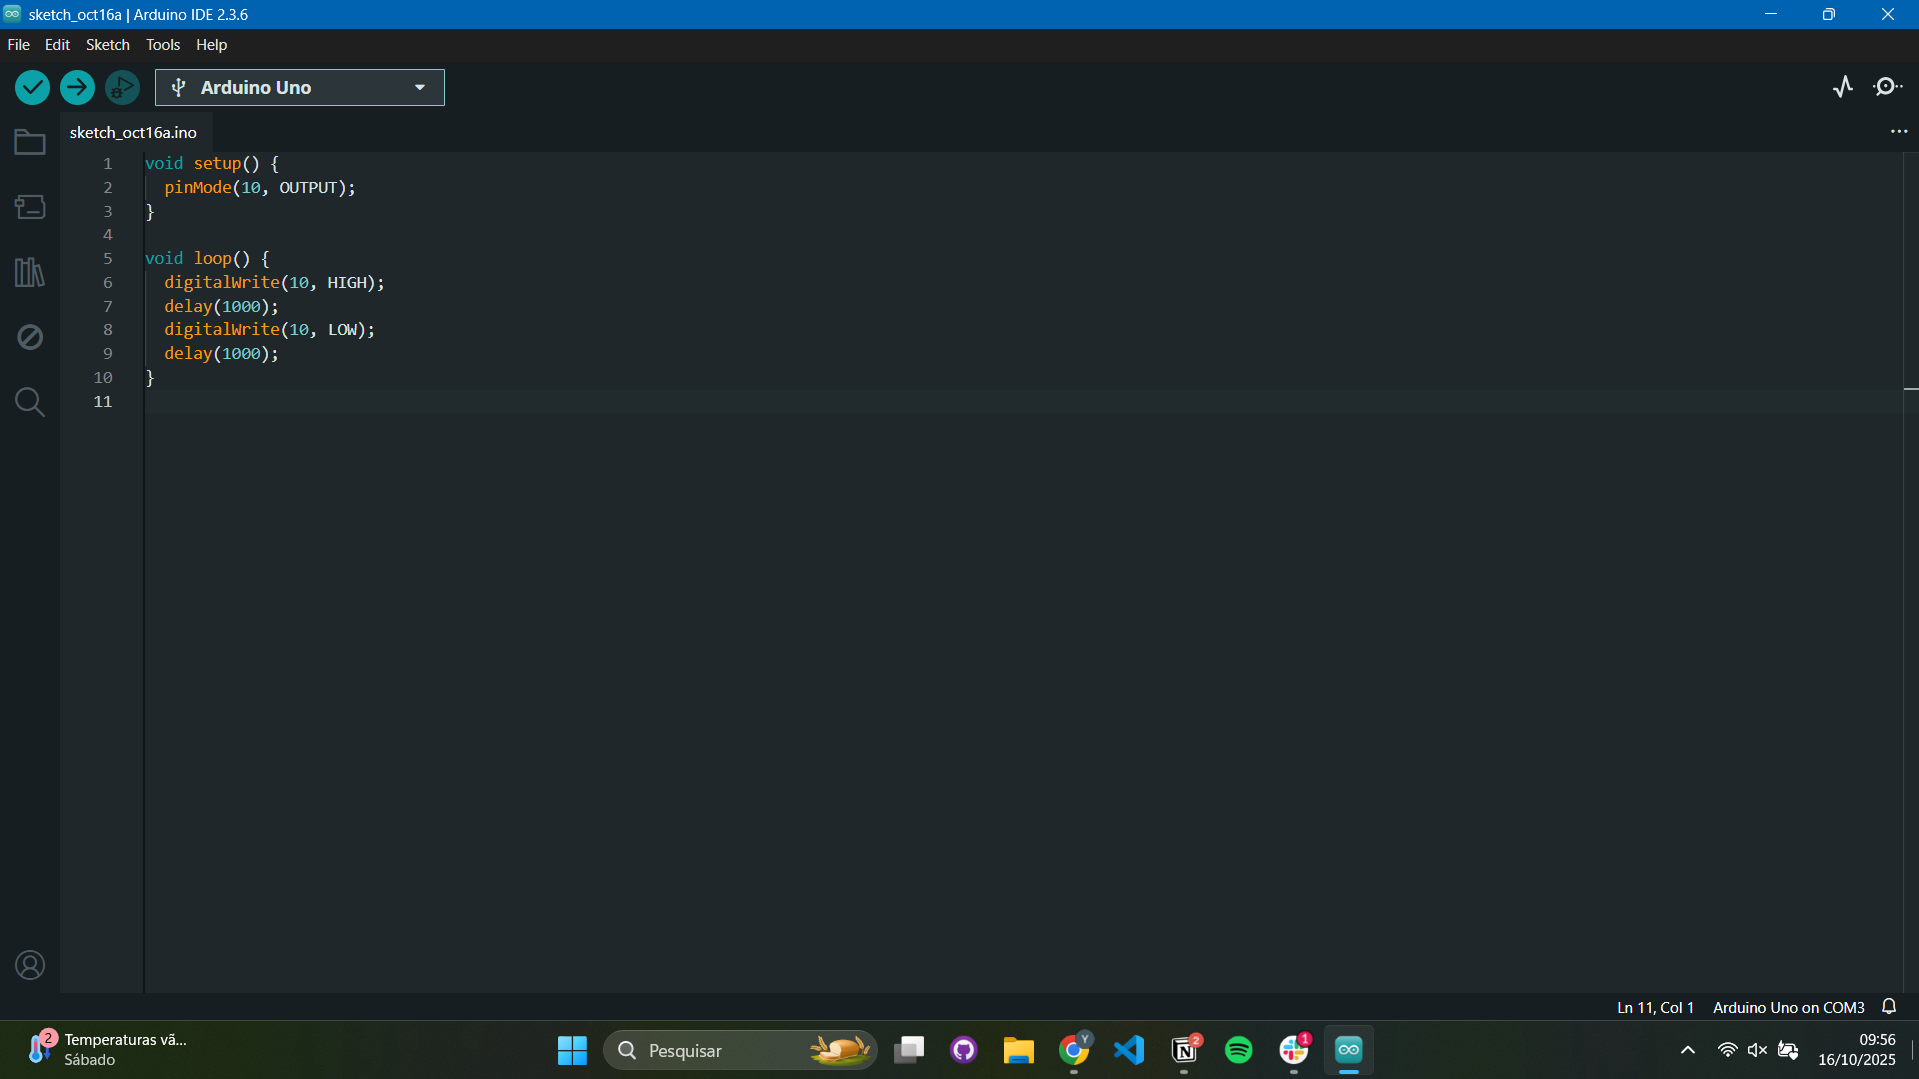 sketch_oct16a | Arduino IDE 2.3.6
File Edit Sketch Tools Help
Arduino Uno
sketch_oct16a.ino
1 void setup() {
2 pinMode(10, OUTPUT);
3 }
4
5 void loop() {
6 digitalWrite(10, HIGH);
7 delay(1000);
8 digitalWrite(10, LOW);
9 delay(1000);
10 }
11
Ln 11, Col 1 Arduino Uno on COM3
2 Temperaturas vã...
Sábado
Pesquisar
Y
2
1
09:56
16/10/2025